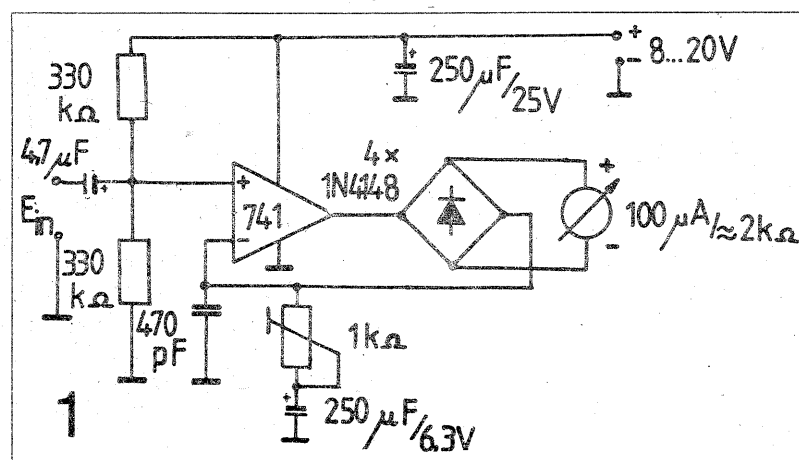 330
kΩ
4,7µF
Ein
330
kΩ
470
pF
+
741
-
4×
1N4148
+
250µF/25V
+
-
8...20V
+
-
100µA/≈2kΩ
1kΩ
+
250µF/6.3V
+
1